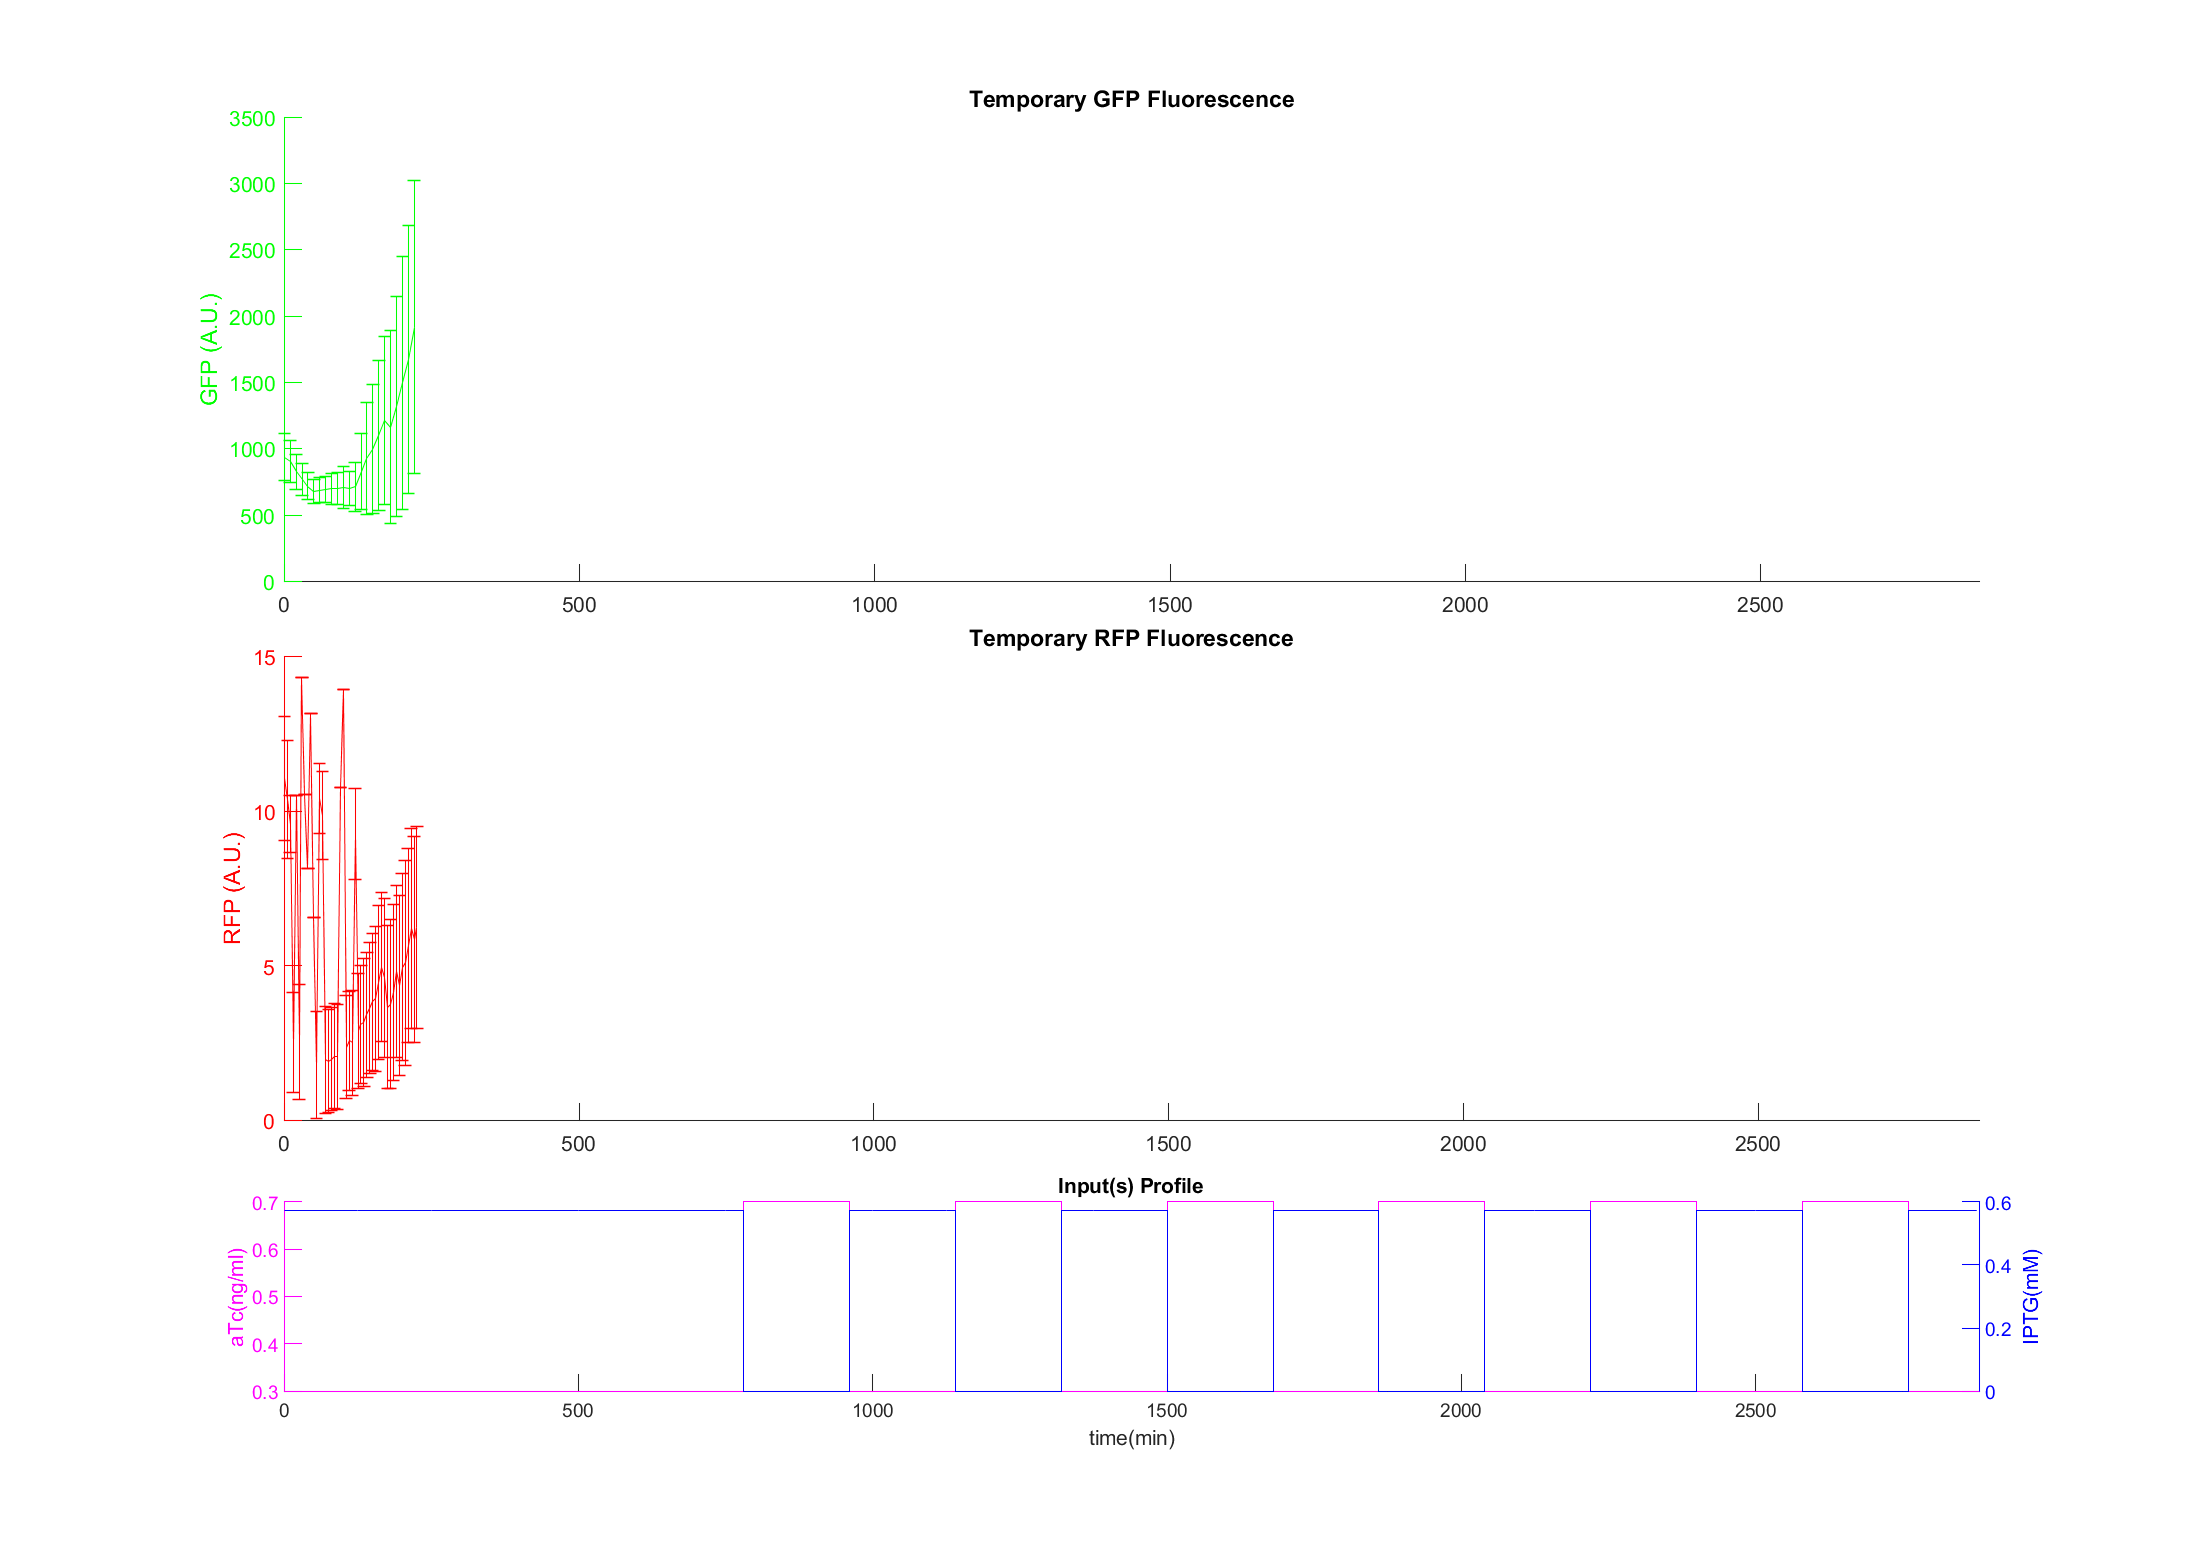 Temporary GFP Fluorescence
3500
3000
2500
2000
1500
1000
500
0
GFP (A.U.)
0 500 1000 1500 2000 2500
Temporary RFP Fluorescence
15
10
5
0
RFP (A.U.)
0 500 1000 1500 2000 2500
Input(s) Profile
0.7
0.6
0.5
0.4
0.3
aTc(ng/ml)
0.6
0.4
0.2
0
IPTG(mM)
0 500 1000 1500 2000 2500
time(min)